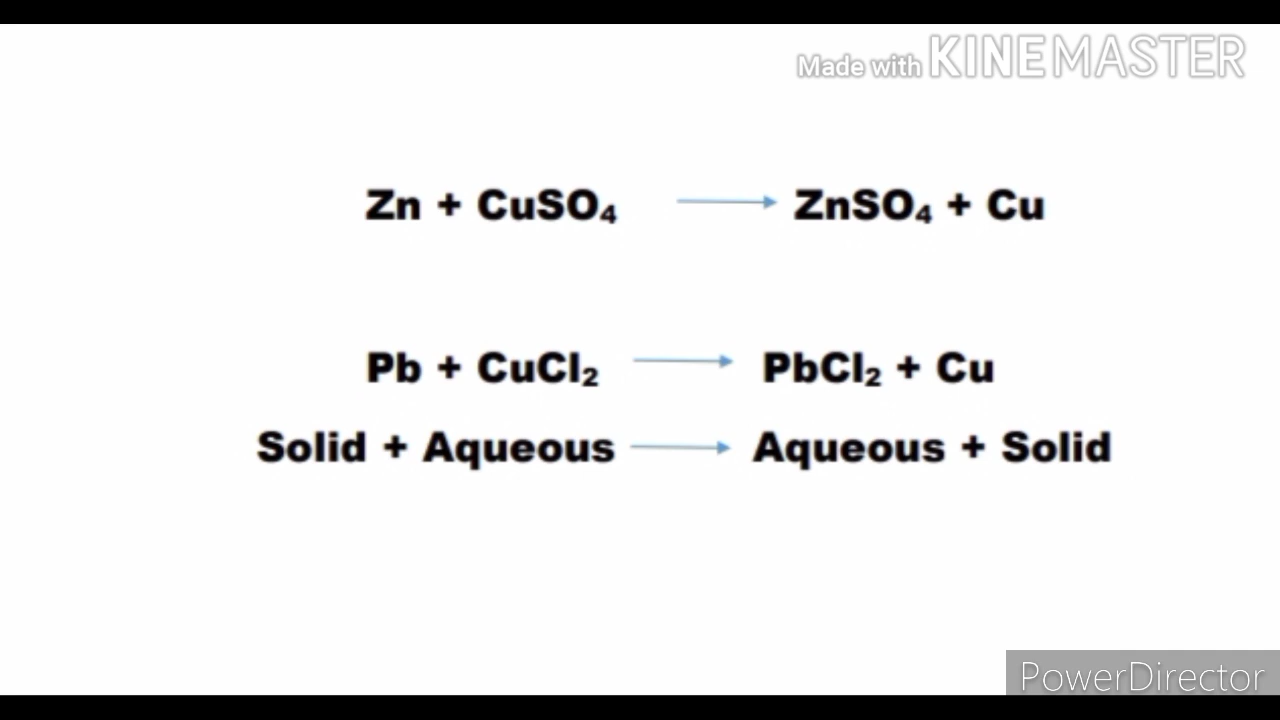 Made with KINEMASTER
Zn + CuSO₄ → ZnSO₄ + Cu
Pb + CuCl₂ → PbCl₂ + Cu
Solid + Aqueous → Aqueous + Solid
PowerDirector